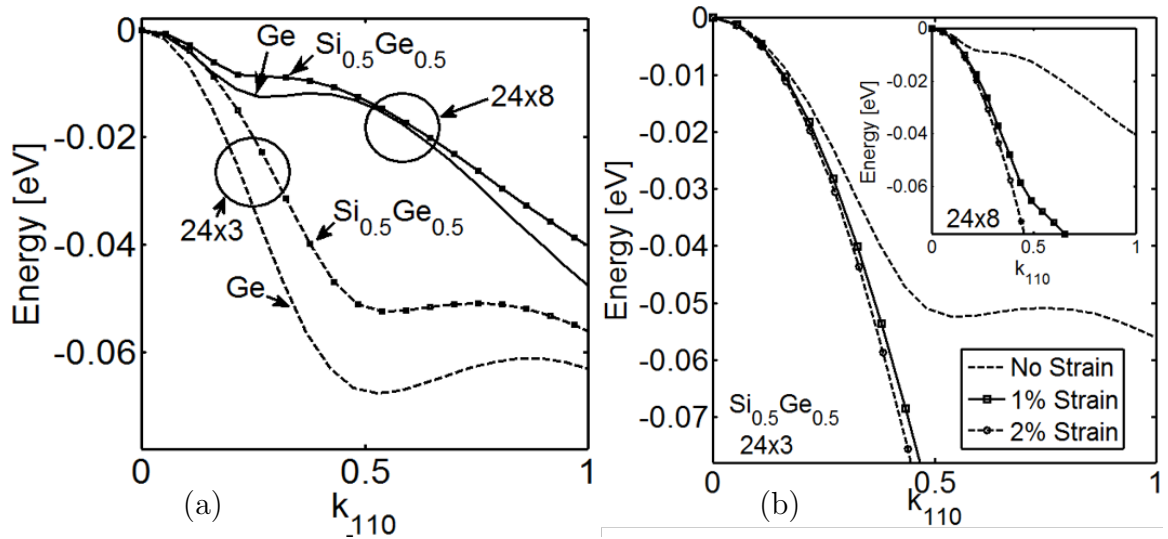 0
-0.02
-0.04
-0.06
Energy [eV]
Ge
Si0.5Ge0.5
24x8
24x3
Si0.5Ge0.5
Ge
0
0.5
1
k-110
(a)
0
-0.01
-0.02
-0.03
-0.04
-0.05
-0.06
-0.07
Energy [eV]
0
-0.02
-0.04
-0.06
Energy [eV]
24x8
0
0.5
1
k110
No Strain
1% Strain
2% Strain
Si0.5Ge0.5
24x3
0
0.5
1
k110
(b)